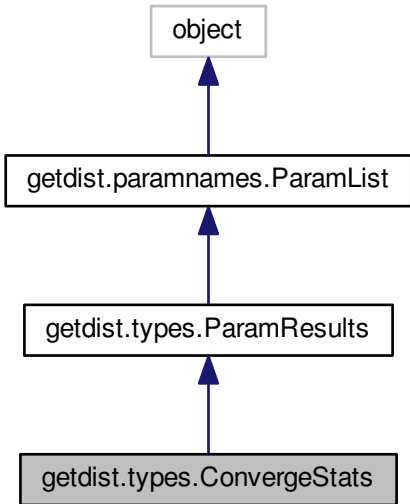 object
getdist.paramnames.ParamList
getdist.types.ParamResults
getdist.types.ConvergeStats